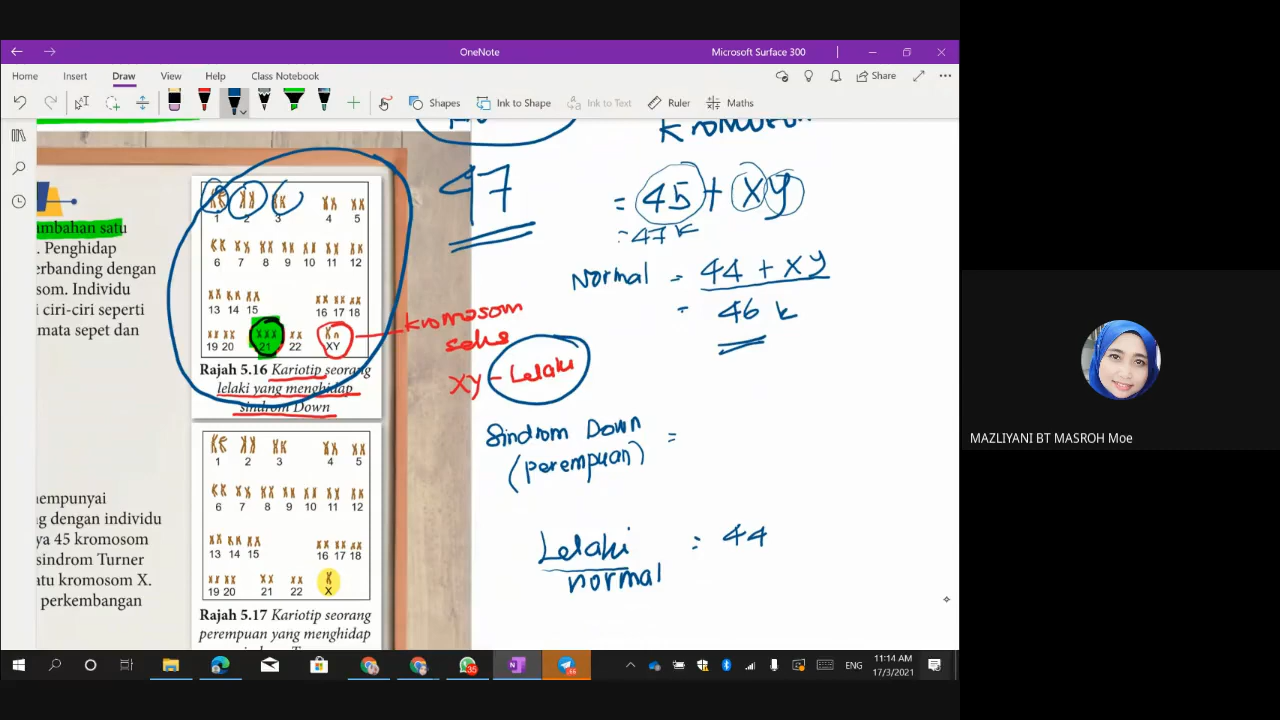 OneNote
Microsoft Surface 300
Home Insert Draw View Help Class Notebook
Share
Shapes Ink to Shape Ink to Text Ruler Maths
ambahan satu
. Penghidap
erbanding dengan
som. Individu
i ciri-ciri seperti
mata sepet dan
1 2 3 4 5
6 7 8 9 10 11 12
13 14 15 16 17 18
19 20 21 22 XY
Rajah 5.16 Kariotip seorang
lelaki yang menghidap
sindrom Down
47
Kromosom
= 45 + XY
= 47 k
Normal = 44 + XY
= 46 k
Kromosom
seks
XY - Lelaki
Sindrom Down =
(perempuan)
Lelaki = 44
normal
mempunyai
g dengan individu
ya 45 kromosom
sindrom Turner
atu kromosom X.
perkembangan
1 2 3 4 5
6 7 8 9 10 11 12
13 14 15 16 17 18
19 20 21 22 X
Rajah 5.17 Kariotip seorang
perempuan yang menghidap
MAZLIYANI BT MASROH Moe
35
ENG
11:14 AM
17/3/2021